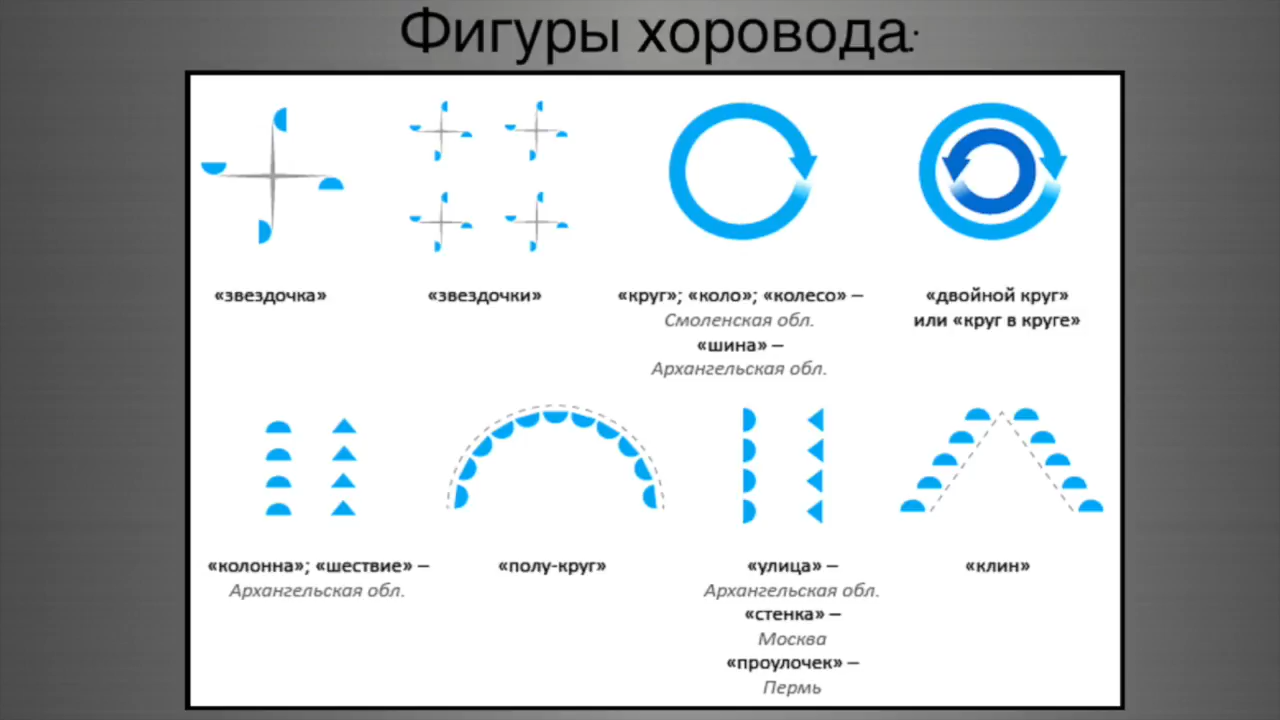 Фигуры хоровода:
«звездочка»
«звездочки»
«круг»; «коло»; «колесо» –
Смоленская обл.
«шина» –
Архангельская обл.
«двойной круг»
или «круг в круге»
«колонна»; «шествие» –
Архангельская обл.
«полу-круг»
«улица» –
Архангельская обл.
«стенка» –
Москва
«проулочек» –
Пермь
«клин»